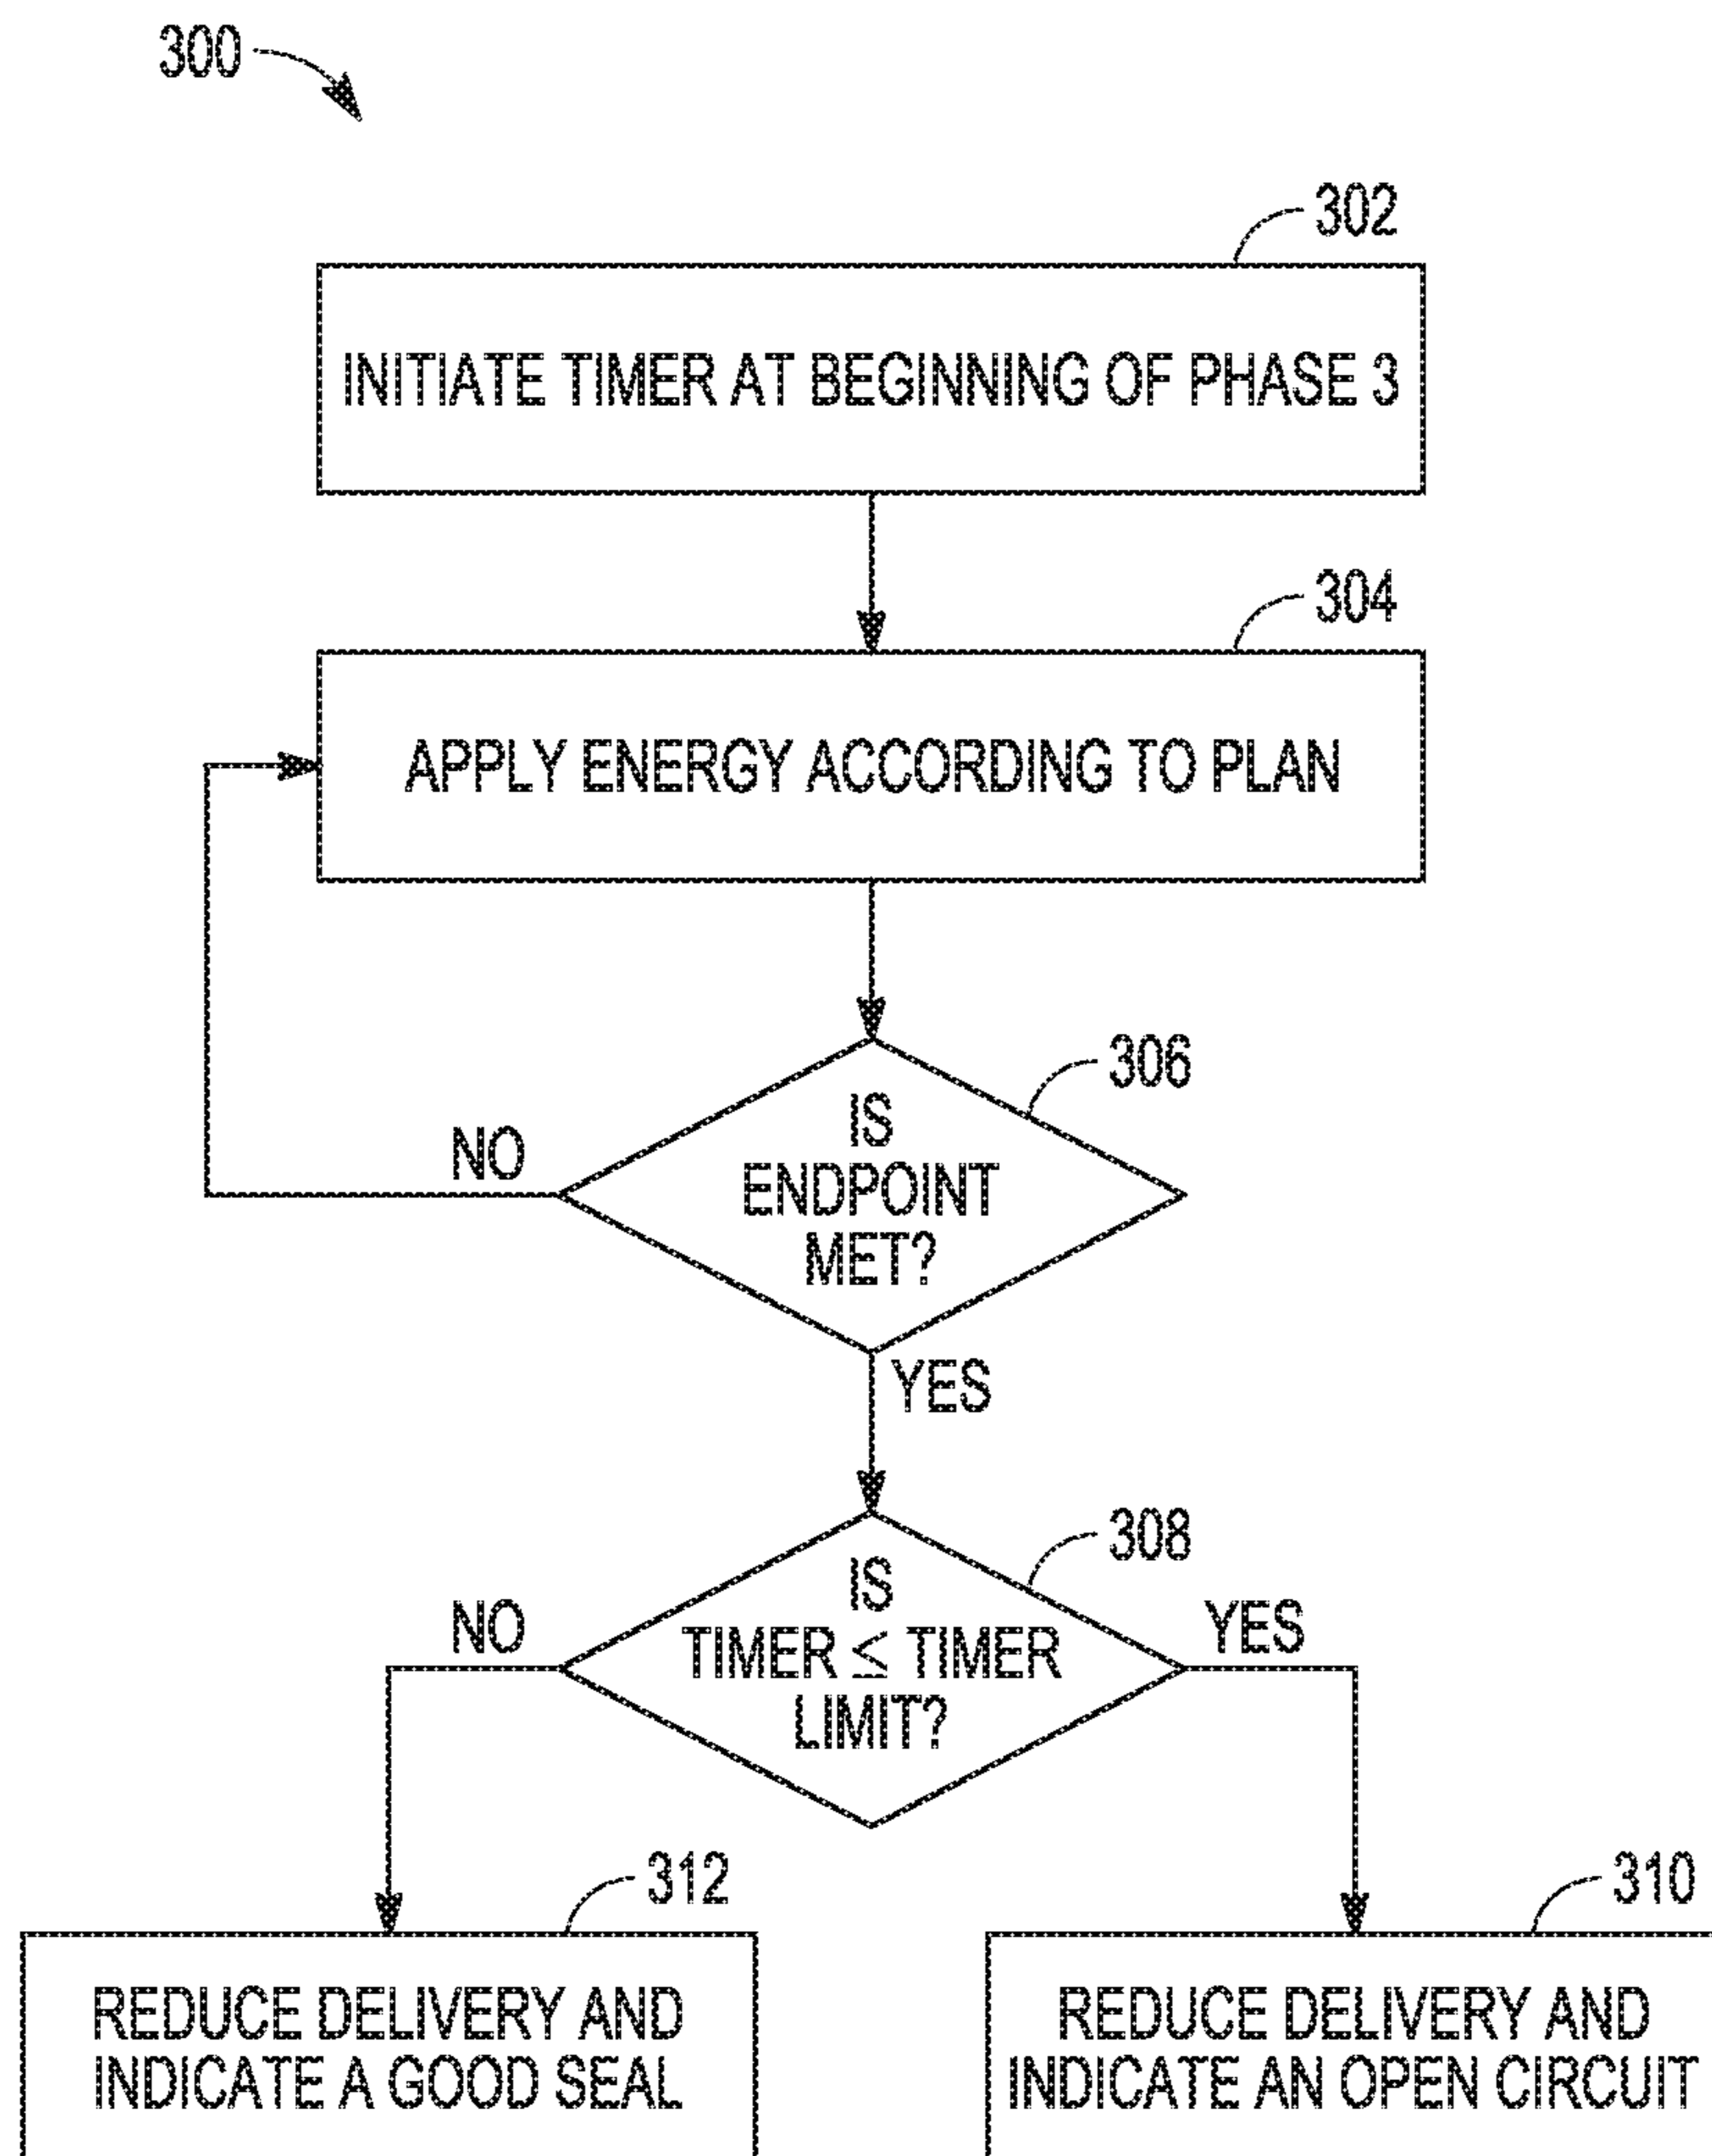 300
302
INITIATE TIMER AT BEGINNING OF PHASE 3
304
APPLY ENERGY ACCORDING TO PLAN
306
IS
ENDPOINT
MET?
NO
YES
308
IS
TIMER ≤ TIMER
LIMIT?
NO
YES
312
REDUCE DELIVERY AND
INDICATE A GOOD SEAL
310
REDUCE DELIVERY AND
INDICATE AN OPEN CIRCUIT